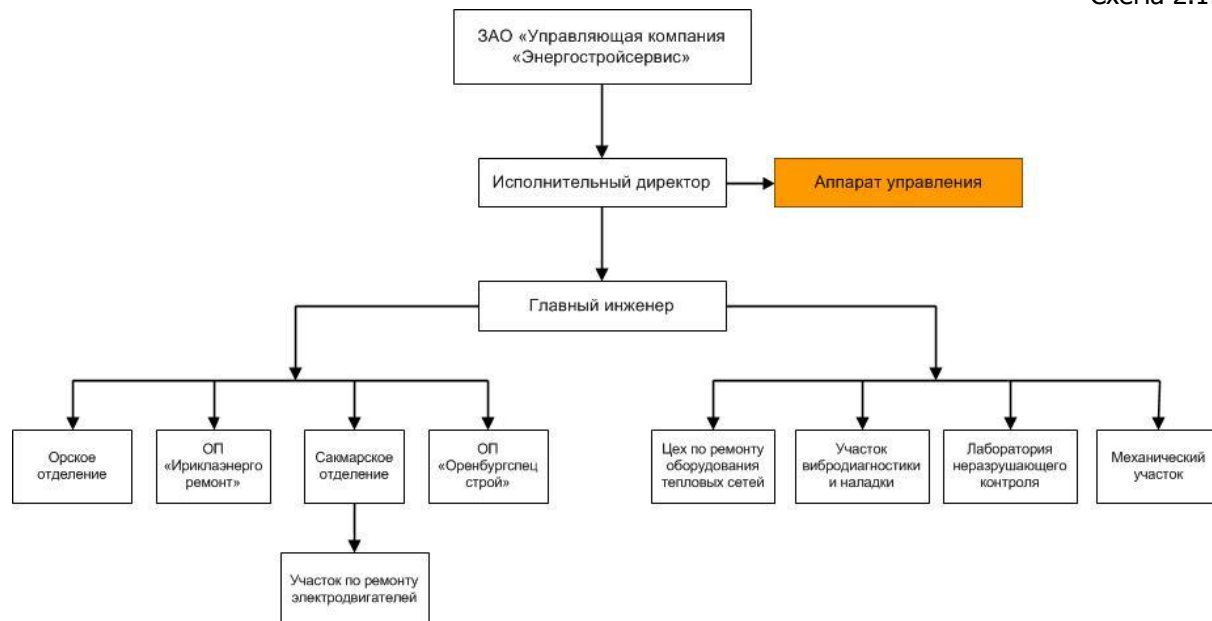 Схема 2.1
ЗАО «Управляющая компания
«Энергостройсервис»
Исполнительный директор
Аппарат управления
Главный инженер
Орское
отделение
ОП
«Ириклаэнерго
ремонт»
Сакмарское
отделение
ОП
«Оренбургспец
строй»
Цех по ремонту
оборудования
тепловых сетей
Участок
вибродиагностики
и наладки
Лаборатория
неразрушающего
контроля
Механический
участок
Участок по ремонту
электродвигателей